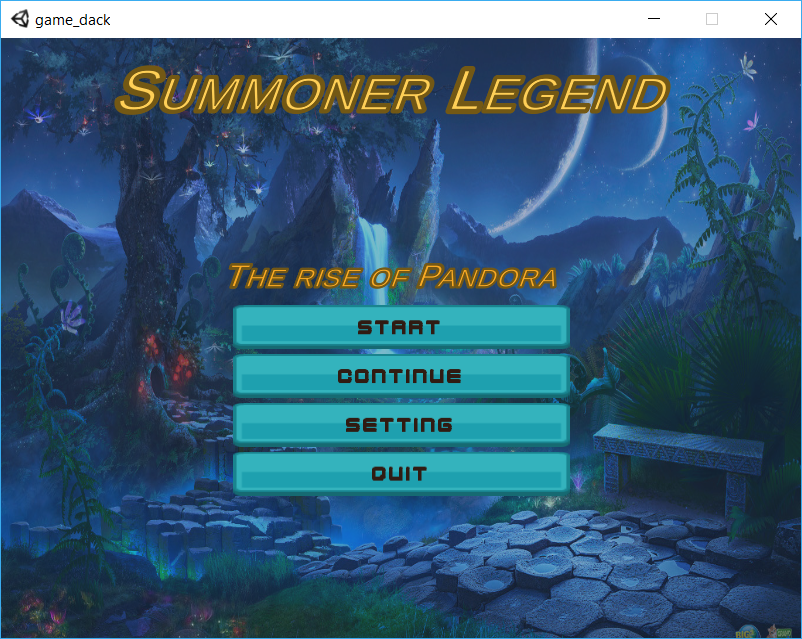 game_dack
SUMMONER LEGEND
THE RISE OF PANDORA
START
CONTINUE
SETTING
QUIT